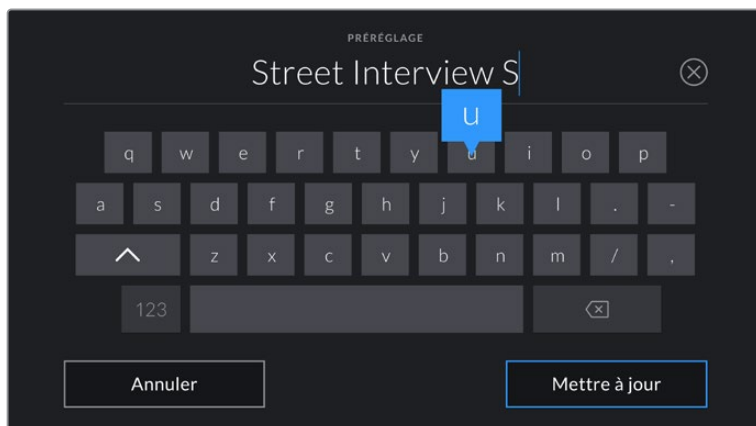 PRÉRÉGLAGE
Street Interview S
u
q w e r t y u i o p
a s d f g h j k l . -
z x c v b n m / ,
123
Annuler Mettre à jour